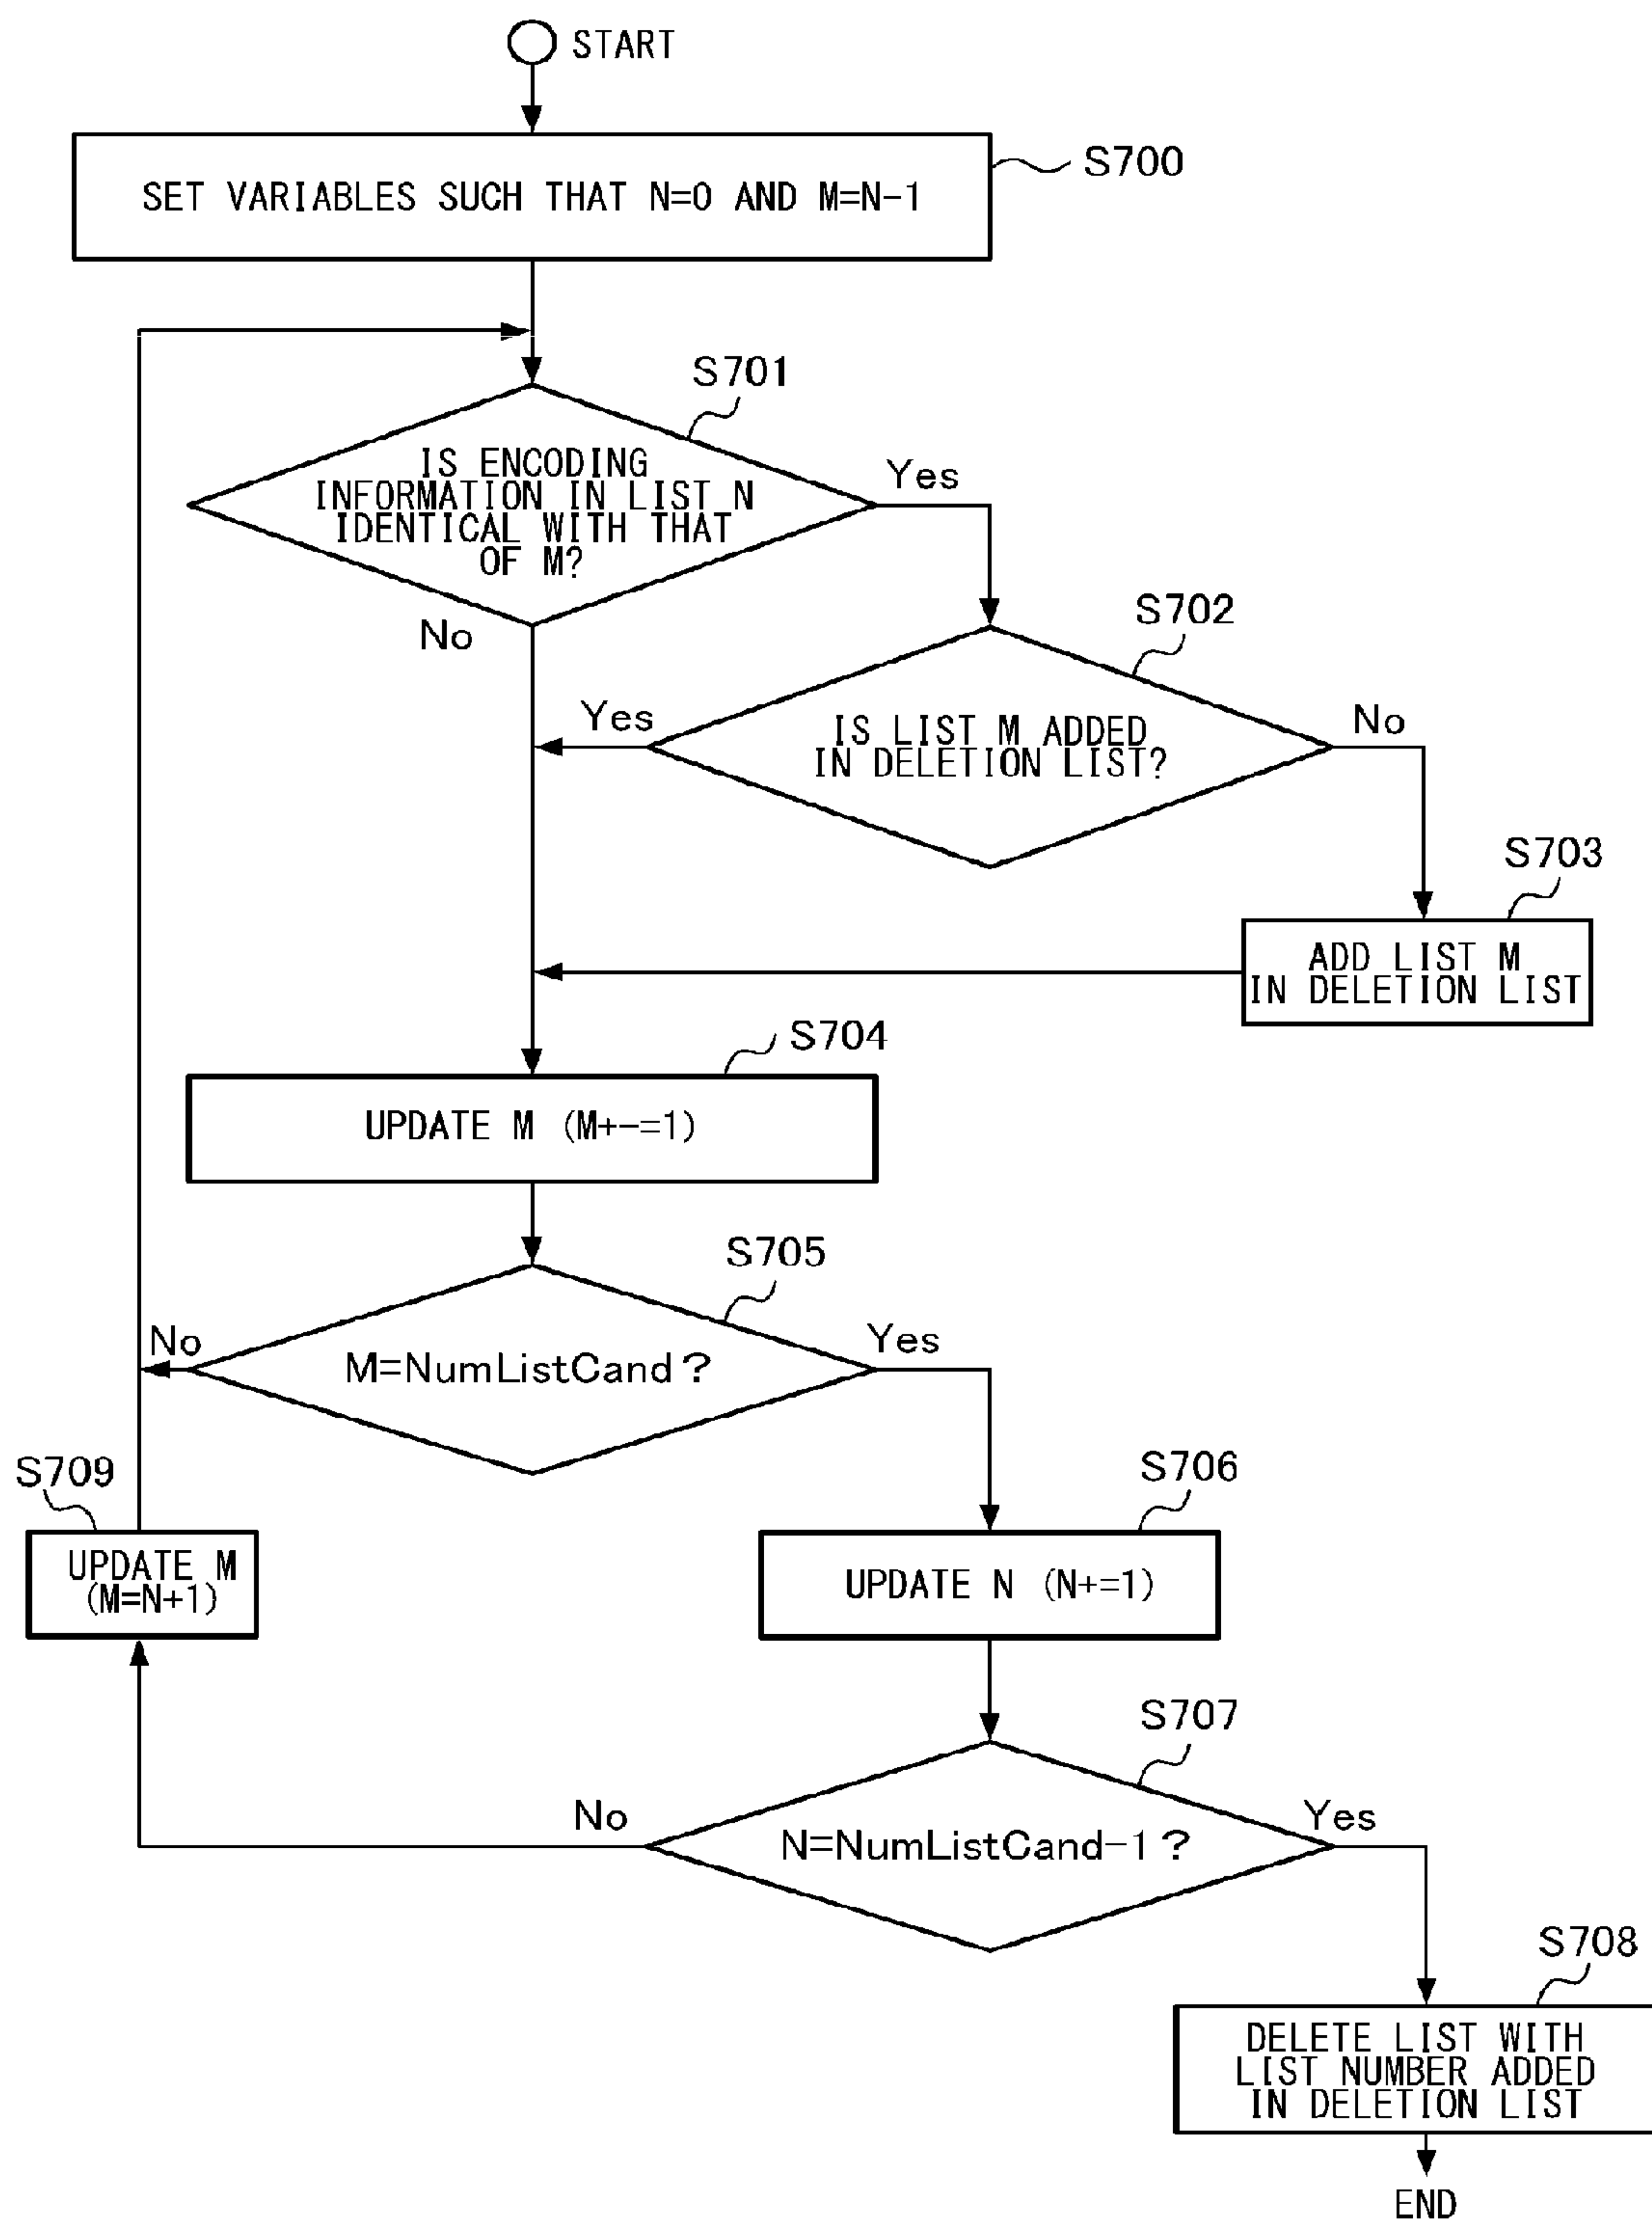 START
SET VARIABLES SUCH THAT N=0 AND M=N-1
S700
S701
IS ENCODING
INFORMATION IN LIST N
IDENTICAL WITH THAT
OF M?
Yes
No
S702
IS LIST M ADDED
IN DELETION LIST?
Yes
No
S703
ADD LIST M
IN DELETION LIST
S704
UPDATE M (M+-=1)
S705
M=NumListCand?
No
Yes
S709
UPDATE M
(M=N+1)
S706
UPDATE N (N+=1)
S707
N=NumListCand-1?
No
Yes
S708
DELETE LIST WITH
LIST NUMBER ADDED
IN DELETION LIST
END